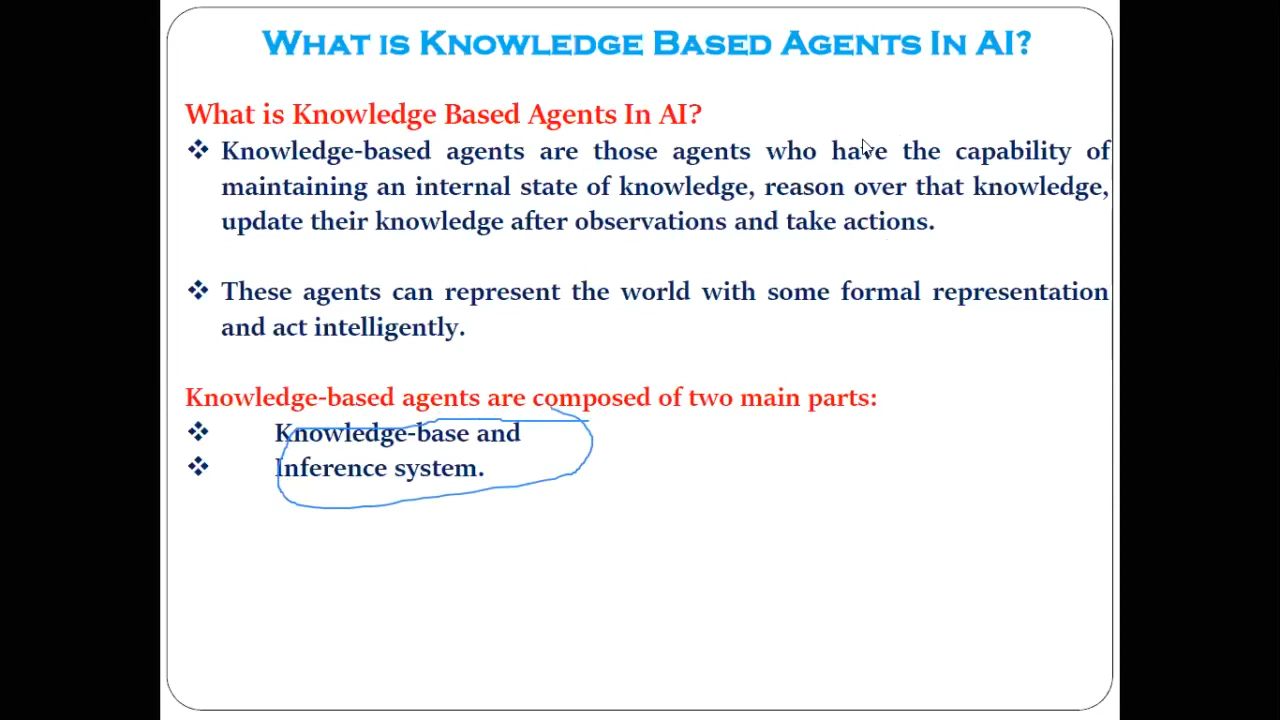 WHAT IS KNOWLEDGE BASED AGENTS IN AI?
What is Knowledge Based Agents In AI?
❖ Knowledge-based agents are those agents who have the capability of
maintaining an internal state of knowledge, reason over that knowledge,
update their knowledge after observations and take actions.
❖ These agents can represent the world with some formal representation
and act intelligently.
Knowledge-based agents are composed of two main parts:
❖ Knowledge-base and
❖ Inference system.